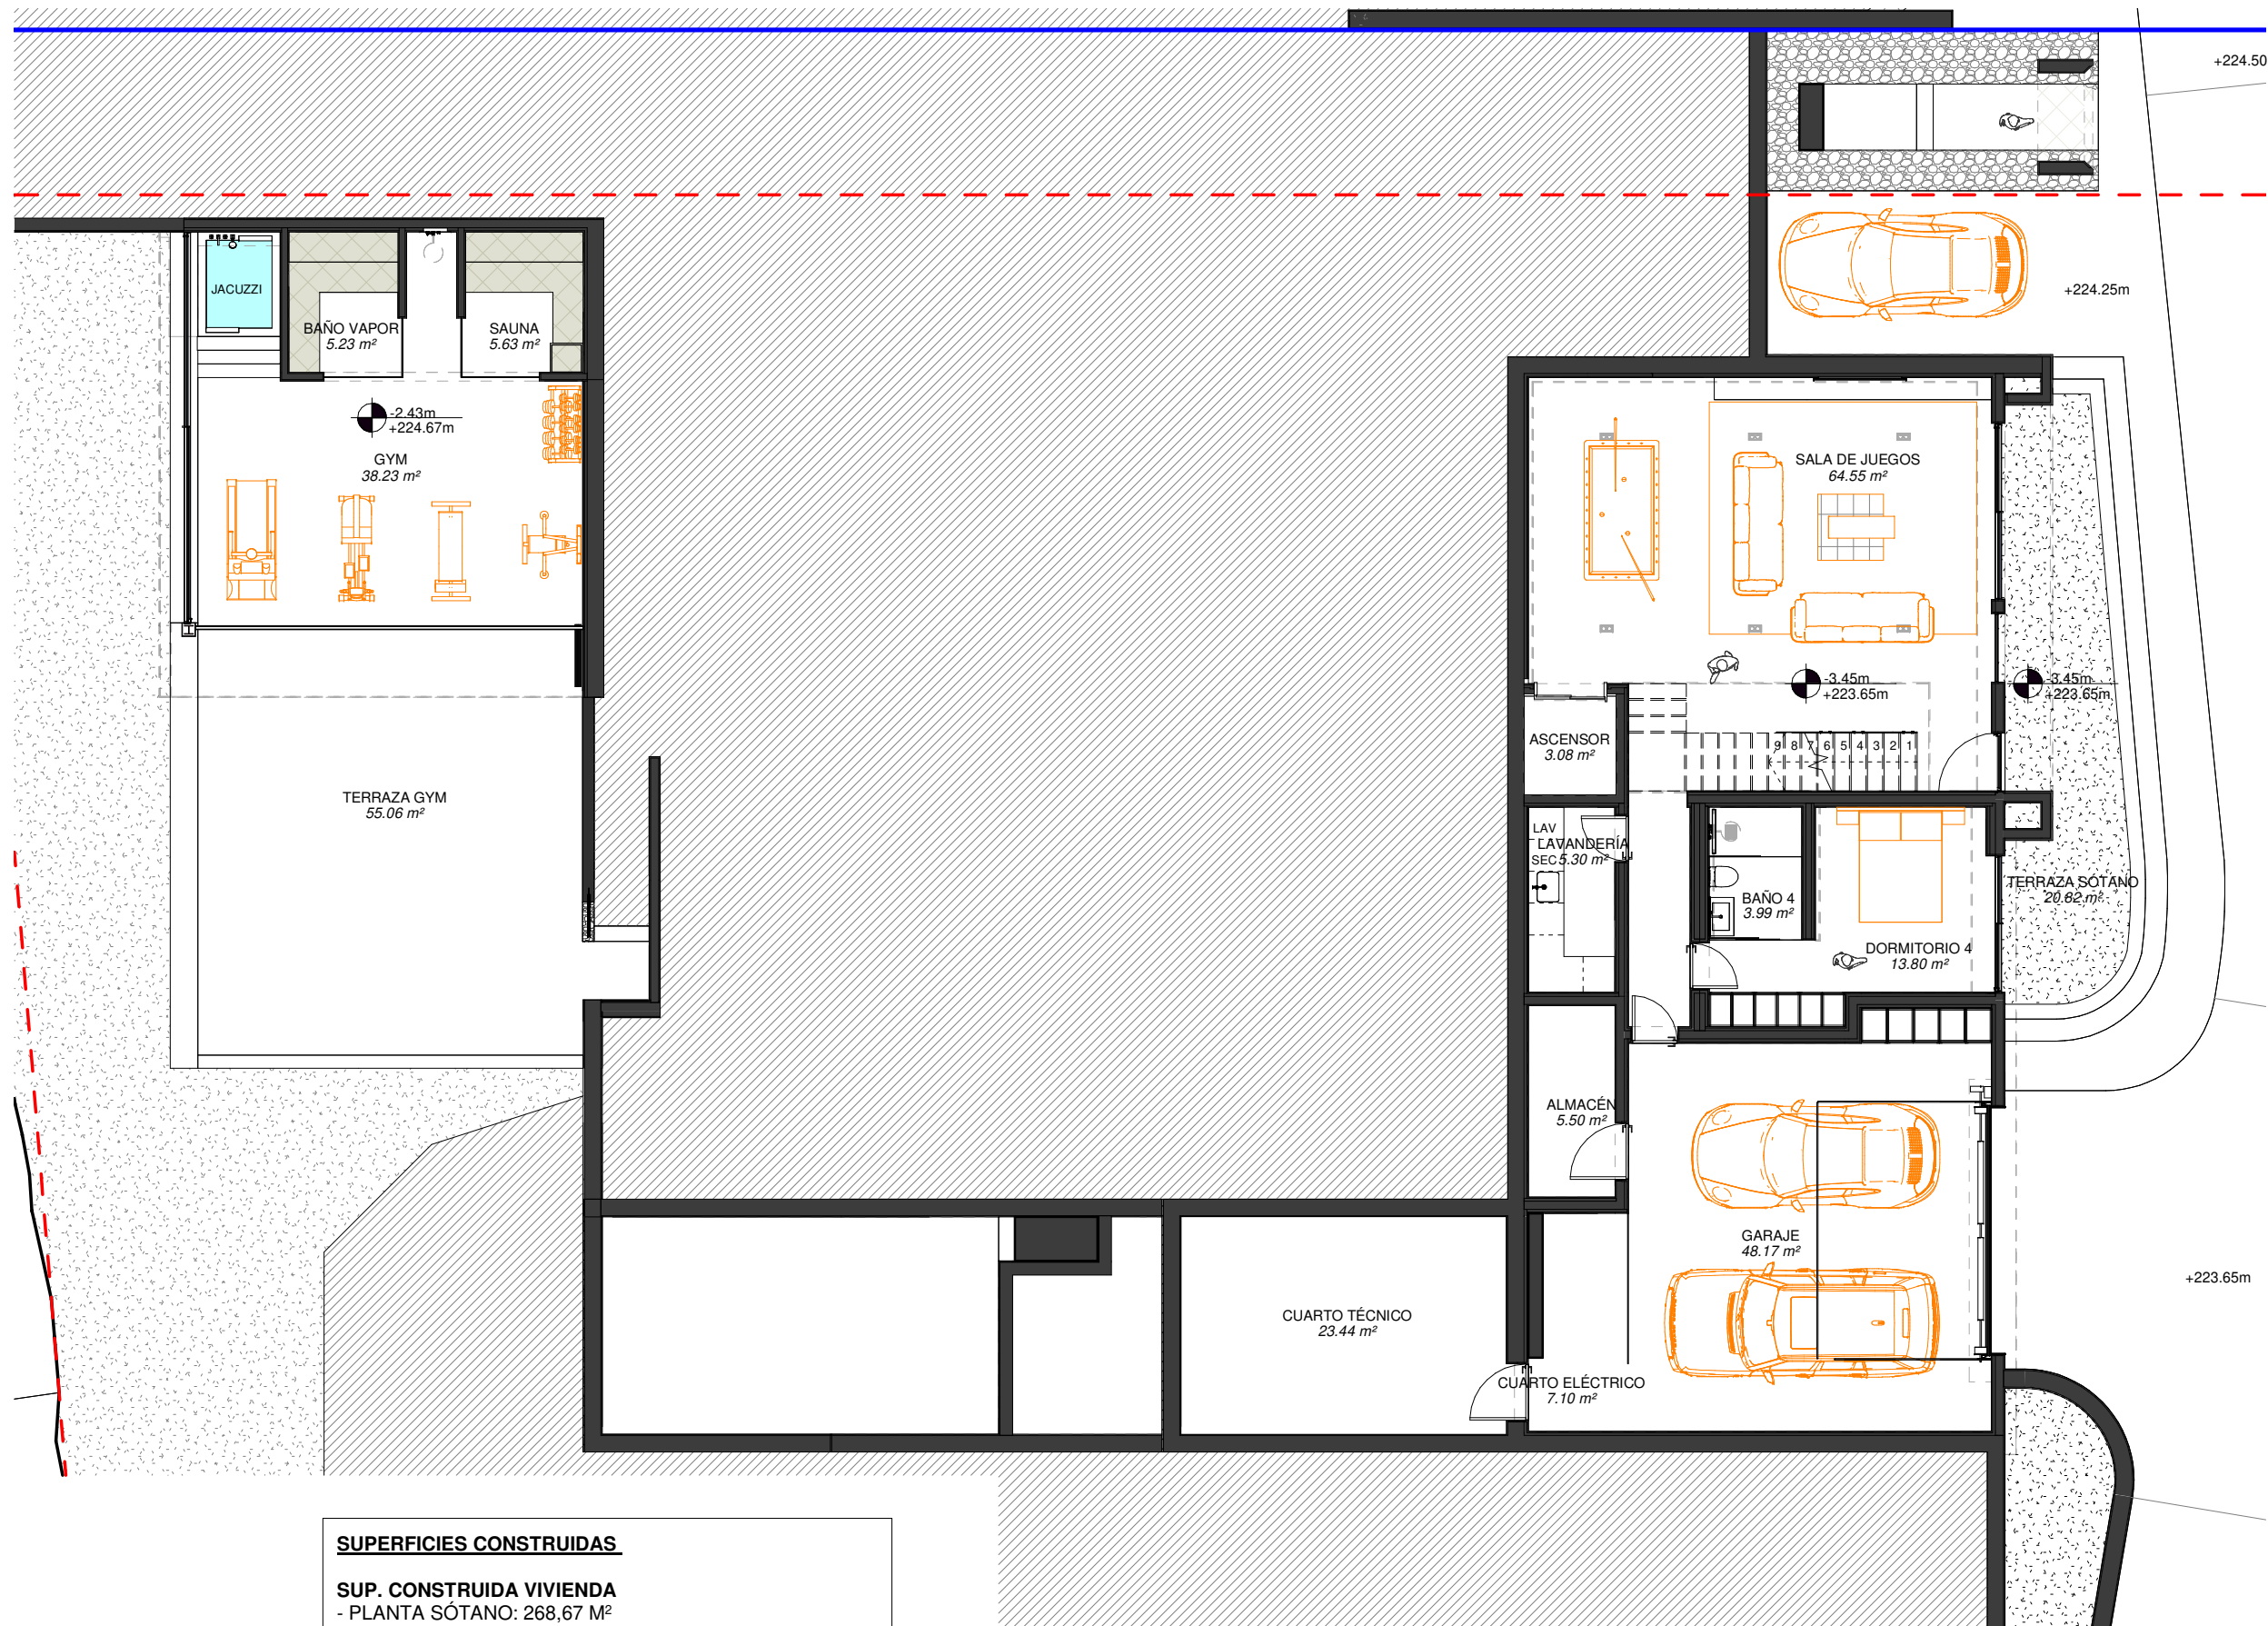 +224.50
+224.25m
JACUZZI
BAÑO VAPOR
5.23 m²
SAUNA
5.63 m²
-2.43m
+224.67m
GYM
38.23 m²
SALA DE JUEGOS
64.55 m²
-3.45m
+223.65m
-3.45m
+223.65m
ASCENSOR
3.08 m²
9 8 7 6 5 4 3 2 1
TERRAZA GYM
55.06 m²
LAV
LAVANDERÍA
SEC 5.30 m²
BAÑO 4
3.99 m²
TERRAZA SÓTANO
20.62 m²
DORMITORIO 4
13.80 m²
ALMACÉN
5.50 m²
GARAJE
48.17 m²
+223.65m
CUARTO TÉCNICO
23.44 m²
CUARTO ELÉCTRICO
7.10 m²
SUPERFICIES CONSTRUIDAS
SUP. CONSTRUIDA VIVIENDA
- PLANTA SÓTANO: 268,67 M²